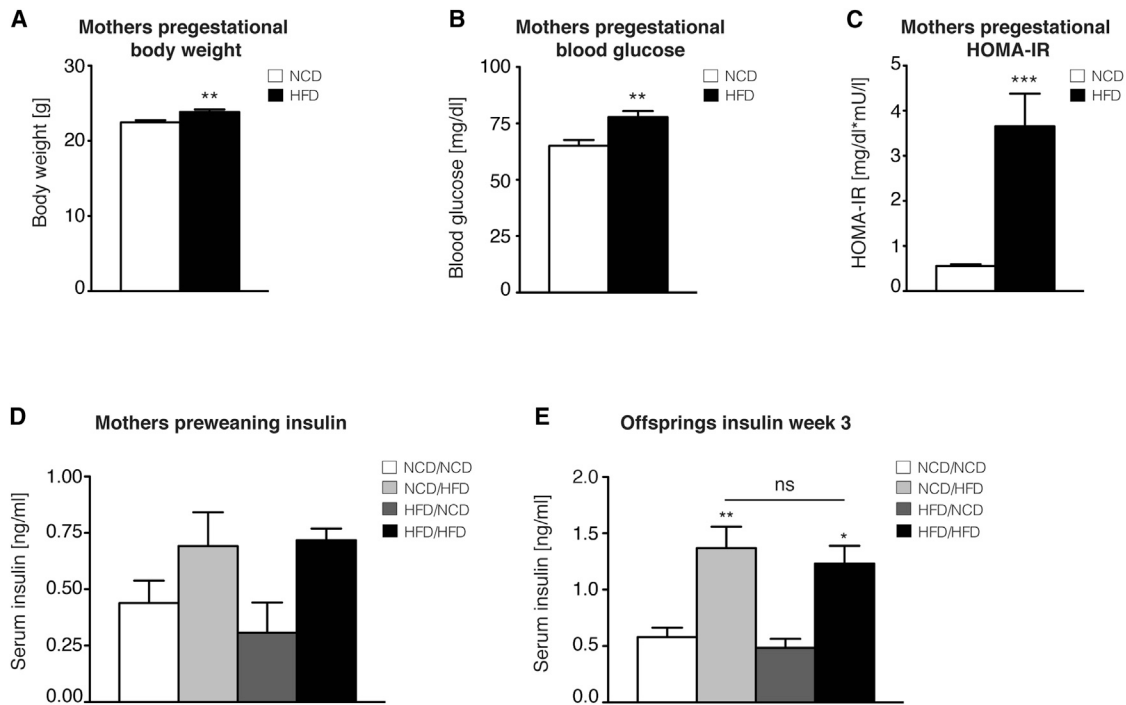 A
Mothers pregestational
body weight
NCD
HFD
Body weight [g]
30
20
10
0
**
B
Mothers pregestational
blood glucose
NCD
HFD
Blood glucose [mg/dl]
100
75
50
25
0
**
C
Mothers pregestational
HOMA-IR
NCD
HFD
HOMA-IR [mg/dl*mU/l]
5
4
3
2
1
0
***
D
Mothers preweaning insulin
NCD/NCD
NCD/HFD
HFD/NCD
HFD/HFD
Serum insulin [ng/ml]
1.00
0.75
0.50
0.25
0.00
E
Offsprings insulin week 3
NCD/NCD
NCD/HFD
HFD/NCD
HFD/HFD
Serum insulin [ng/ml]
2.0
1.5
1.0
0.5
0.0
ns
**
*